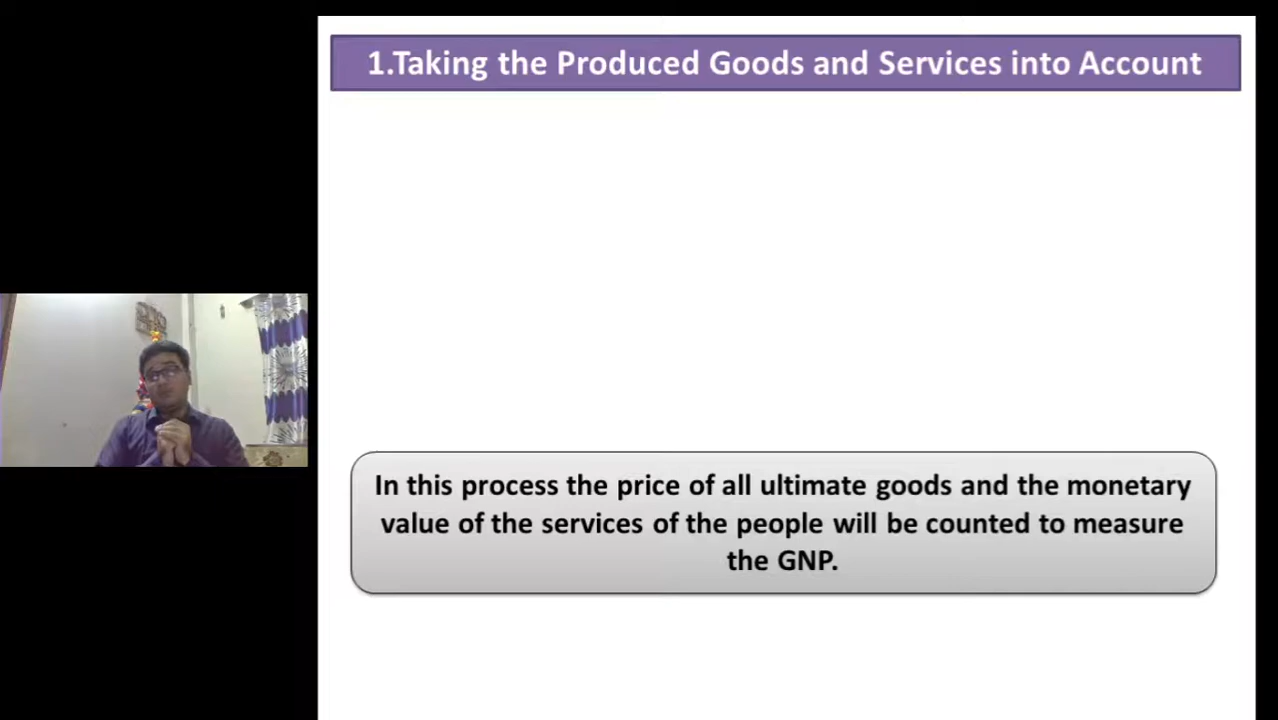 1.Taking the Produced Goods and Services into Account
In this process the price of all ultimate goods and the monetary
value of the services of the people will be counted to measure
the GNP.